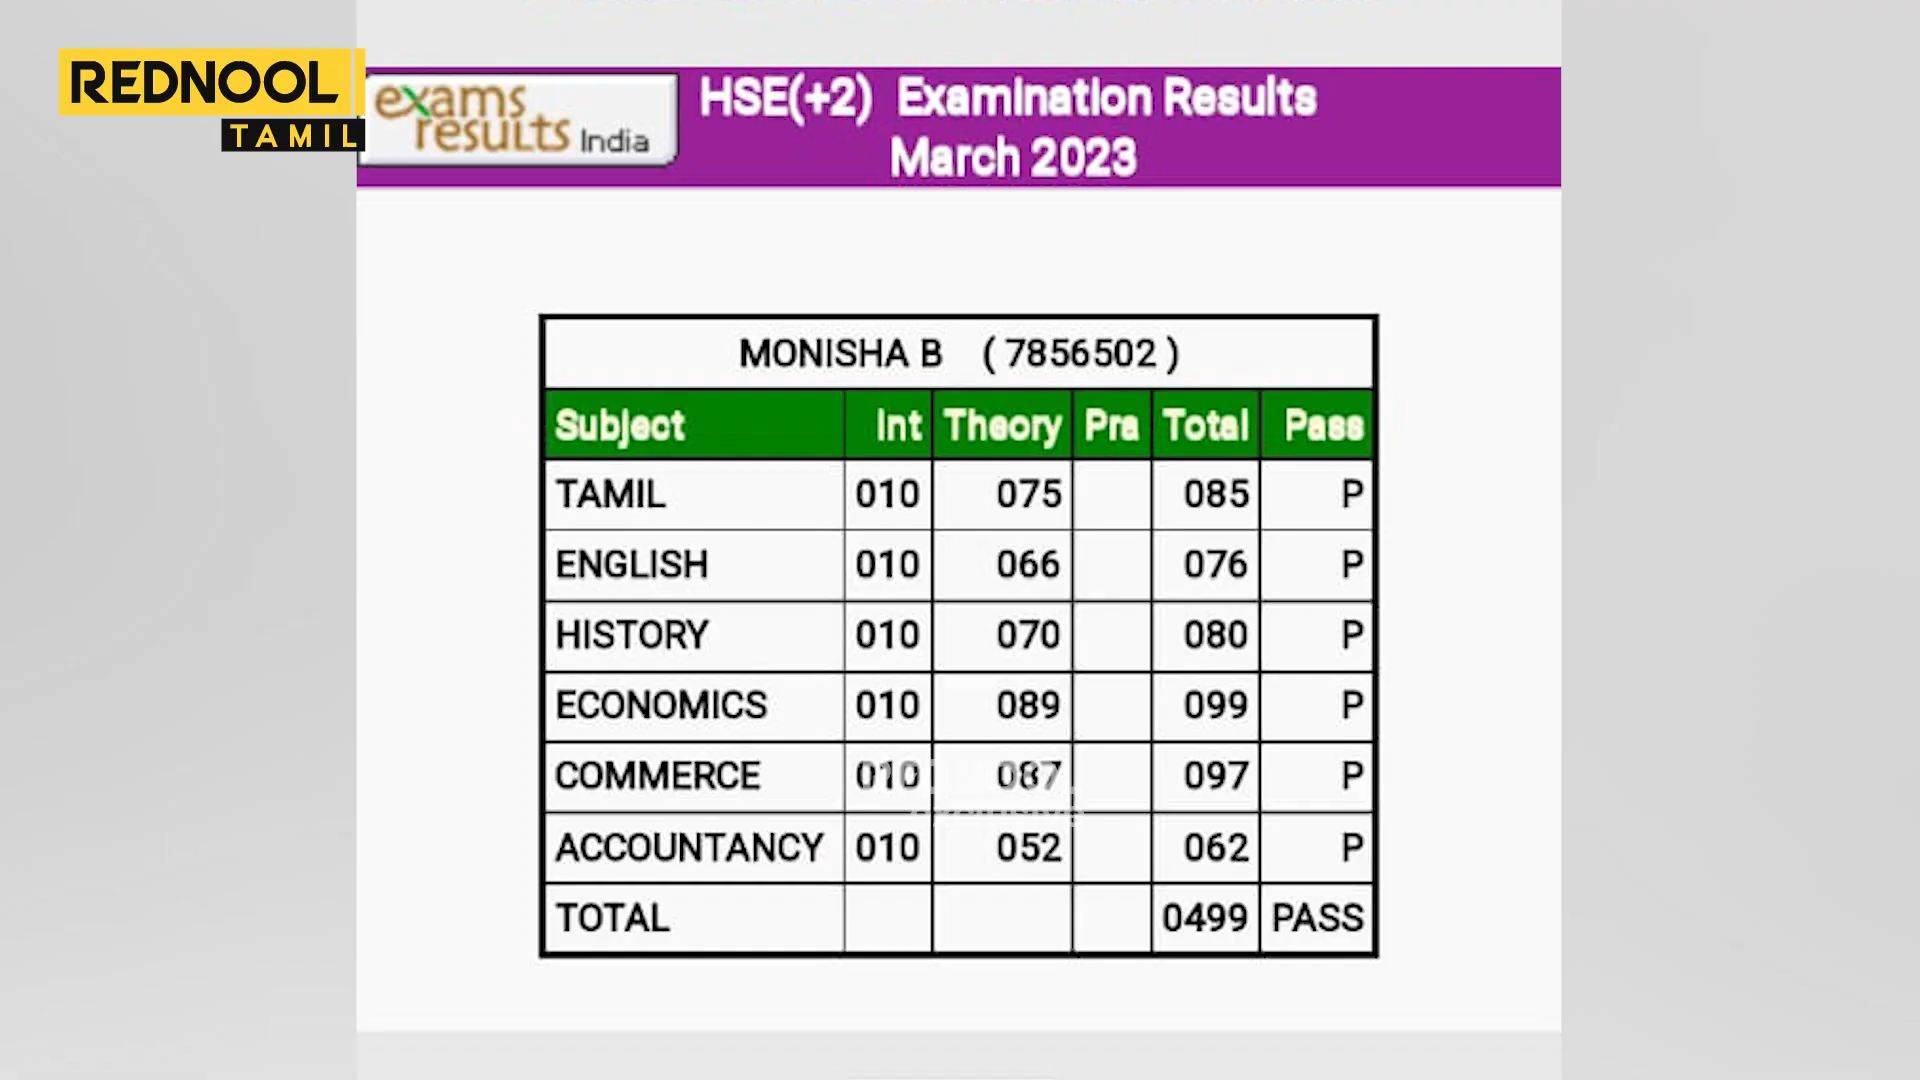 REDNOOL
TAMIL
exams
results India
HSE(+2) Examination Results
March 2023
MONISHA B ( 7856502 )
Subject Int Theory Pra Total Pass
TAMIL 010 075 085 P
ENGLISH 010 066 076 P
HISTORY 010 070 080 P
ECONOMICS 010 089 099 P
COMMERCE 010 087 097 P
ACCOUNTANCY 010 052 062 P
TOTAL 0499 PASS